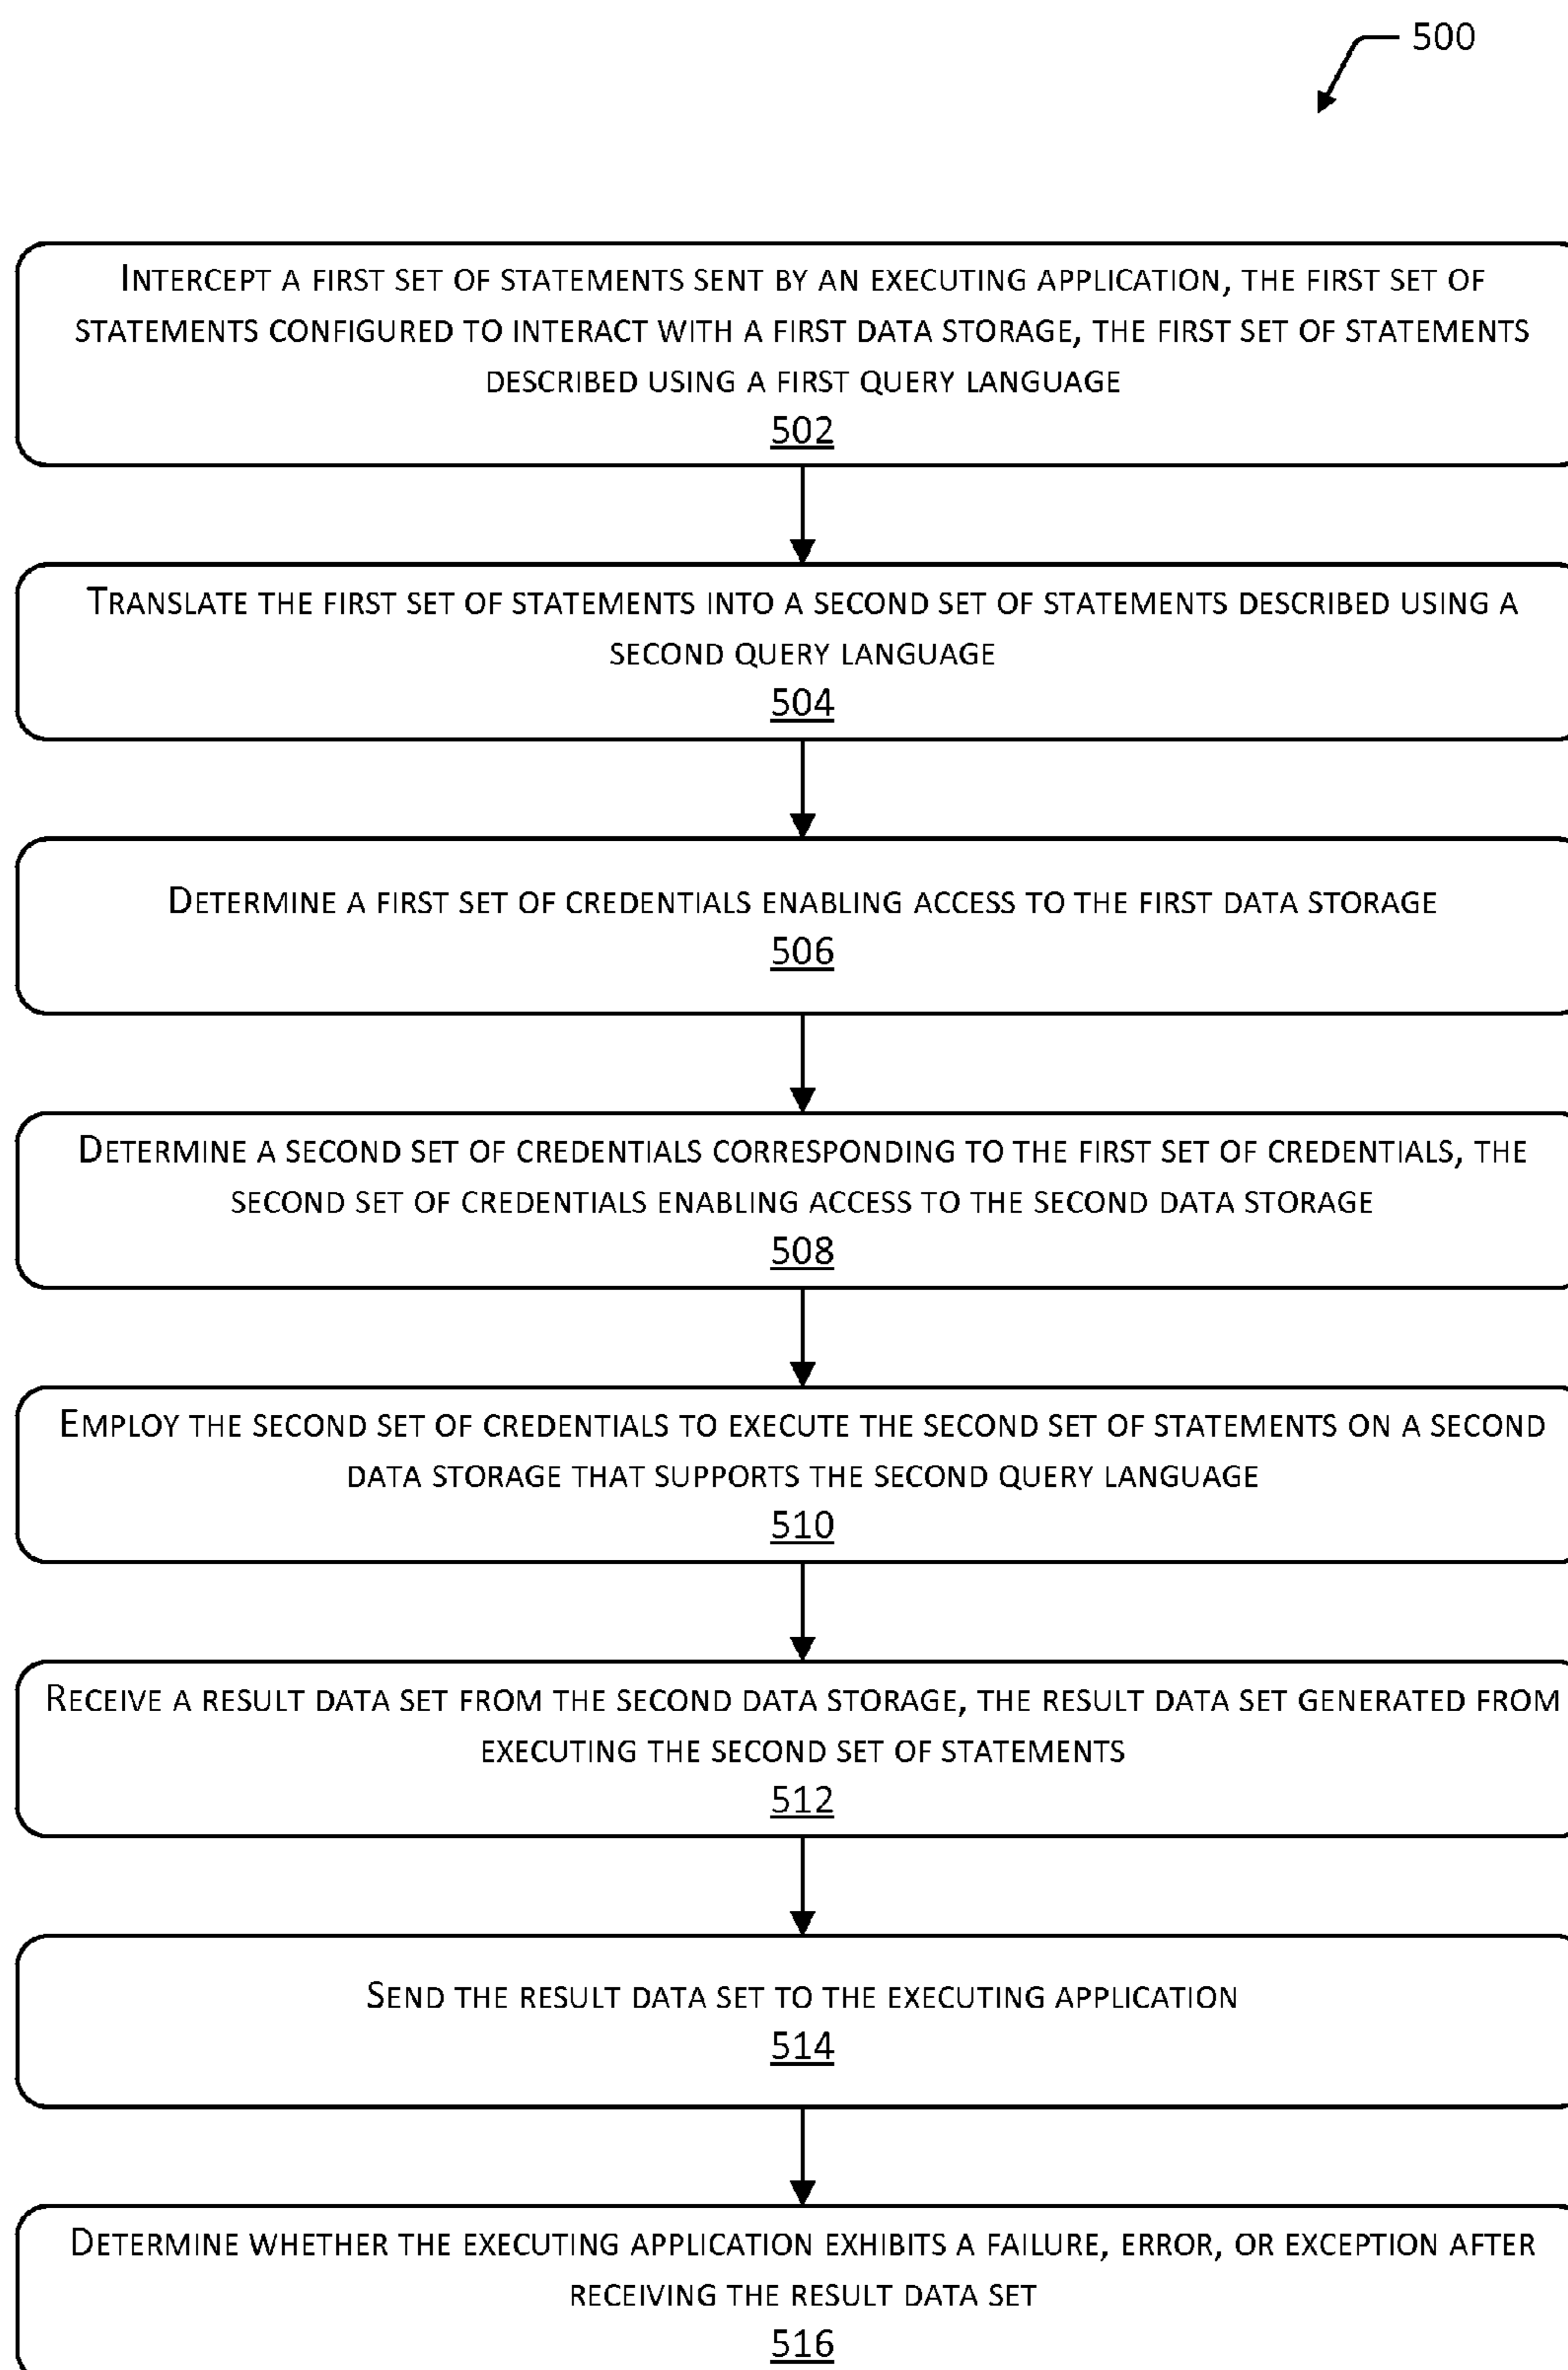 500
INTERCEPT A FIRST SET OF STATEMENTS SENT BY AN EXECUTING APPLICATION, THE FIRST SET OF
STATEMENTS CONFIGURED TO INTERACT WITH A FIRST DATA STORAGE, THE FIRST SET OF STATEMENTS
DESCRIBED USING A FIRST QUERY LANGUAGE
502
TRANSLATE THE FIRST SET OF STATEMENTS INTO A SECOND SET OF STATEMENTS DESCRIBED USING A
SECOND QUERY LANGUAGE
504
DETERMINE A FIRST SET OF CREDENTIALS ENABLING ACCESS TO THE FIRST DATA STORAGE
506
DETERMINE A SECOND SET OF CREDENTIALS CORRESPONDING TO THE FIRST SET OF CREDENTIALS, THE
SECOND SET OF CREDENTIALS ENABLING ACCESS TO THE SECOND DATA STORAGE
508
EMPLOY THE SECOND SET OF CREDENTIALS TO EXECUTE THE SECOND SET OF STATEMENTS ON A SECOND
DATA STORAGE THAT SUPPORTS THE SECOND QUERY LANGUAGE
510
RECEIVE A RESULT DATA SET FROM THE SECOND DATA STORAGE, THE RESULT DATA SET GENERATED FROM
EXECUTING THE SECOND SET OF STATEMENTS
512
SEND THE RESULT DATA SET TO THE EXECUTING APPLICATION
514
DETERMINE WHETHER THE EXECUTING APPLICATION EXHIBITS A FAILURE, ERROR, OR EXCEPTION AFTER
RECEIVING THE RESULT DATA SET
516